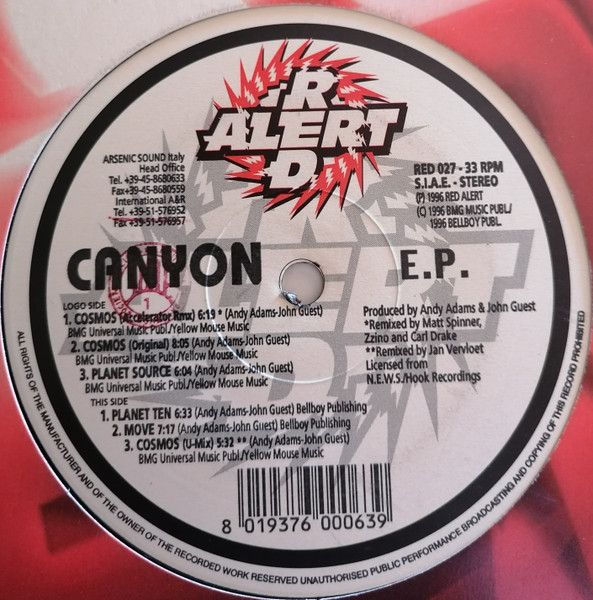 RED
ALERT
ARSENIC SOUND Italy
Head Office
Tel. +39-45-8680633
Fax+39-45-8680559
International A&R
Tel. +39-51-576952
Fax +39-51-576957
RED 027 - 33 RPM
S.I.A.E. - STEREO
(P) 1996 RED ALERT
(C) 1996 BMG MUSIC PUBL/
1996 BELLBOY PUBL.
CANYON E.P.
1
LOGO SIDE
1. COSMOS (Accelerator Rmx) 6:19 * (Andy Adams-John Guest)
BMG Universal Music Publ./Yellow Mouse Music
2. COSMOS (Original) 8:05 (Andy Adams-John Guest)
BMG Universal Music Publ./Yellow Mouse Music
3. PLANET SOURCE 6:04 (Andy Adams-John Guest)
BMG Universal Music Publ./Yellow Mouse Music
THIS SIDE
1. PLANET TEN 6:33 (Andy Adams-John Guest) Bellboy Publishing
2. MOVE 7:17 (Andy Adams-John Guest) Bellboy Publishing
3. COSMOS (U-Mix) 5:32 ** (Andy Adams-John Guest)
BMG Universal Music Publ./Yellow Mouse Music
Produced by Andy Adams & John Guest
*Remixed by Matt Spinner,
Zzino and Carl Drake
**Remixed by Jan Vervloet
Licensed from
N.E.W.S./Hook Recordings
8 019376 000639
ALL RIGHTS OF THE MANUFACTURER AND OF THE OWNER OF THE RECORDED WORK RESERVED UNAUTHORISED PUBLIC PERFORMANCE BROADCASTING AND COPYING OF THIS RECORD PROHIBITED